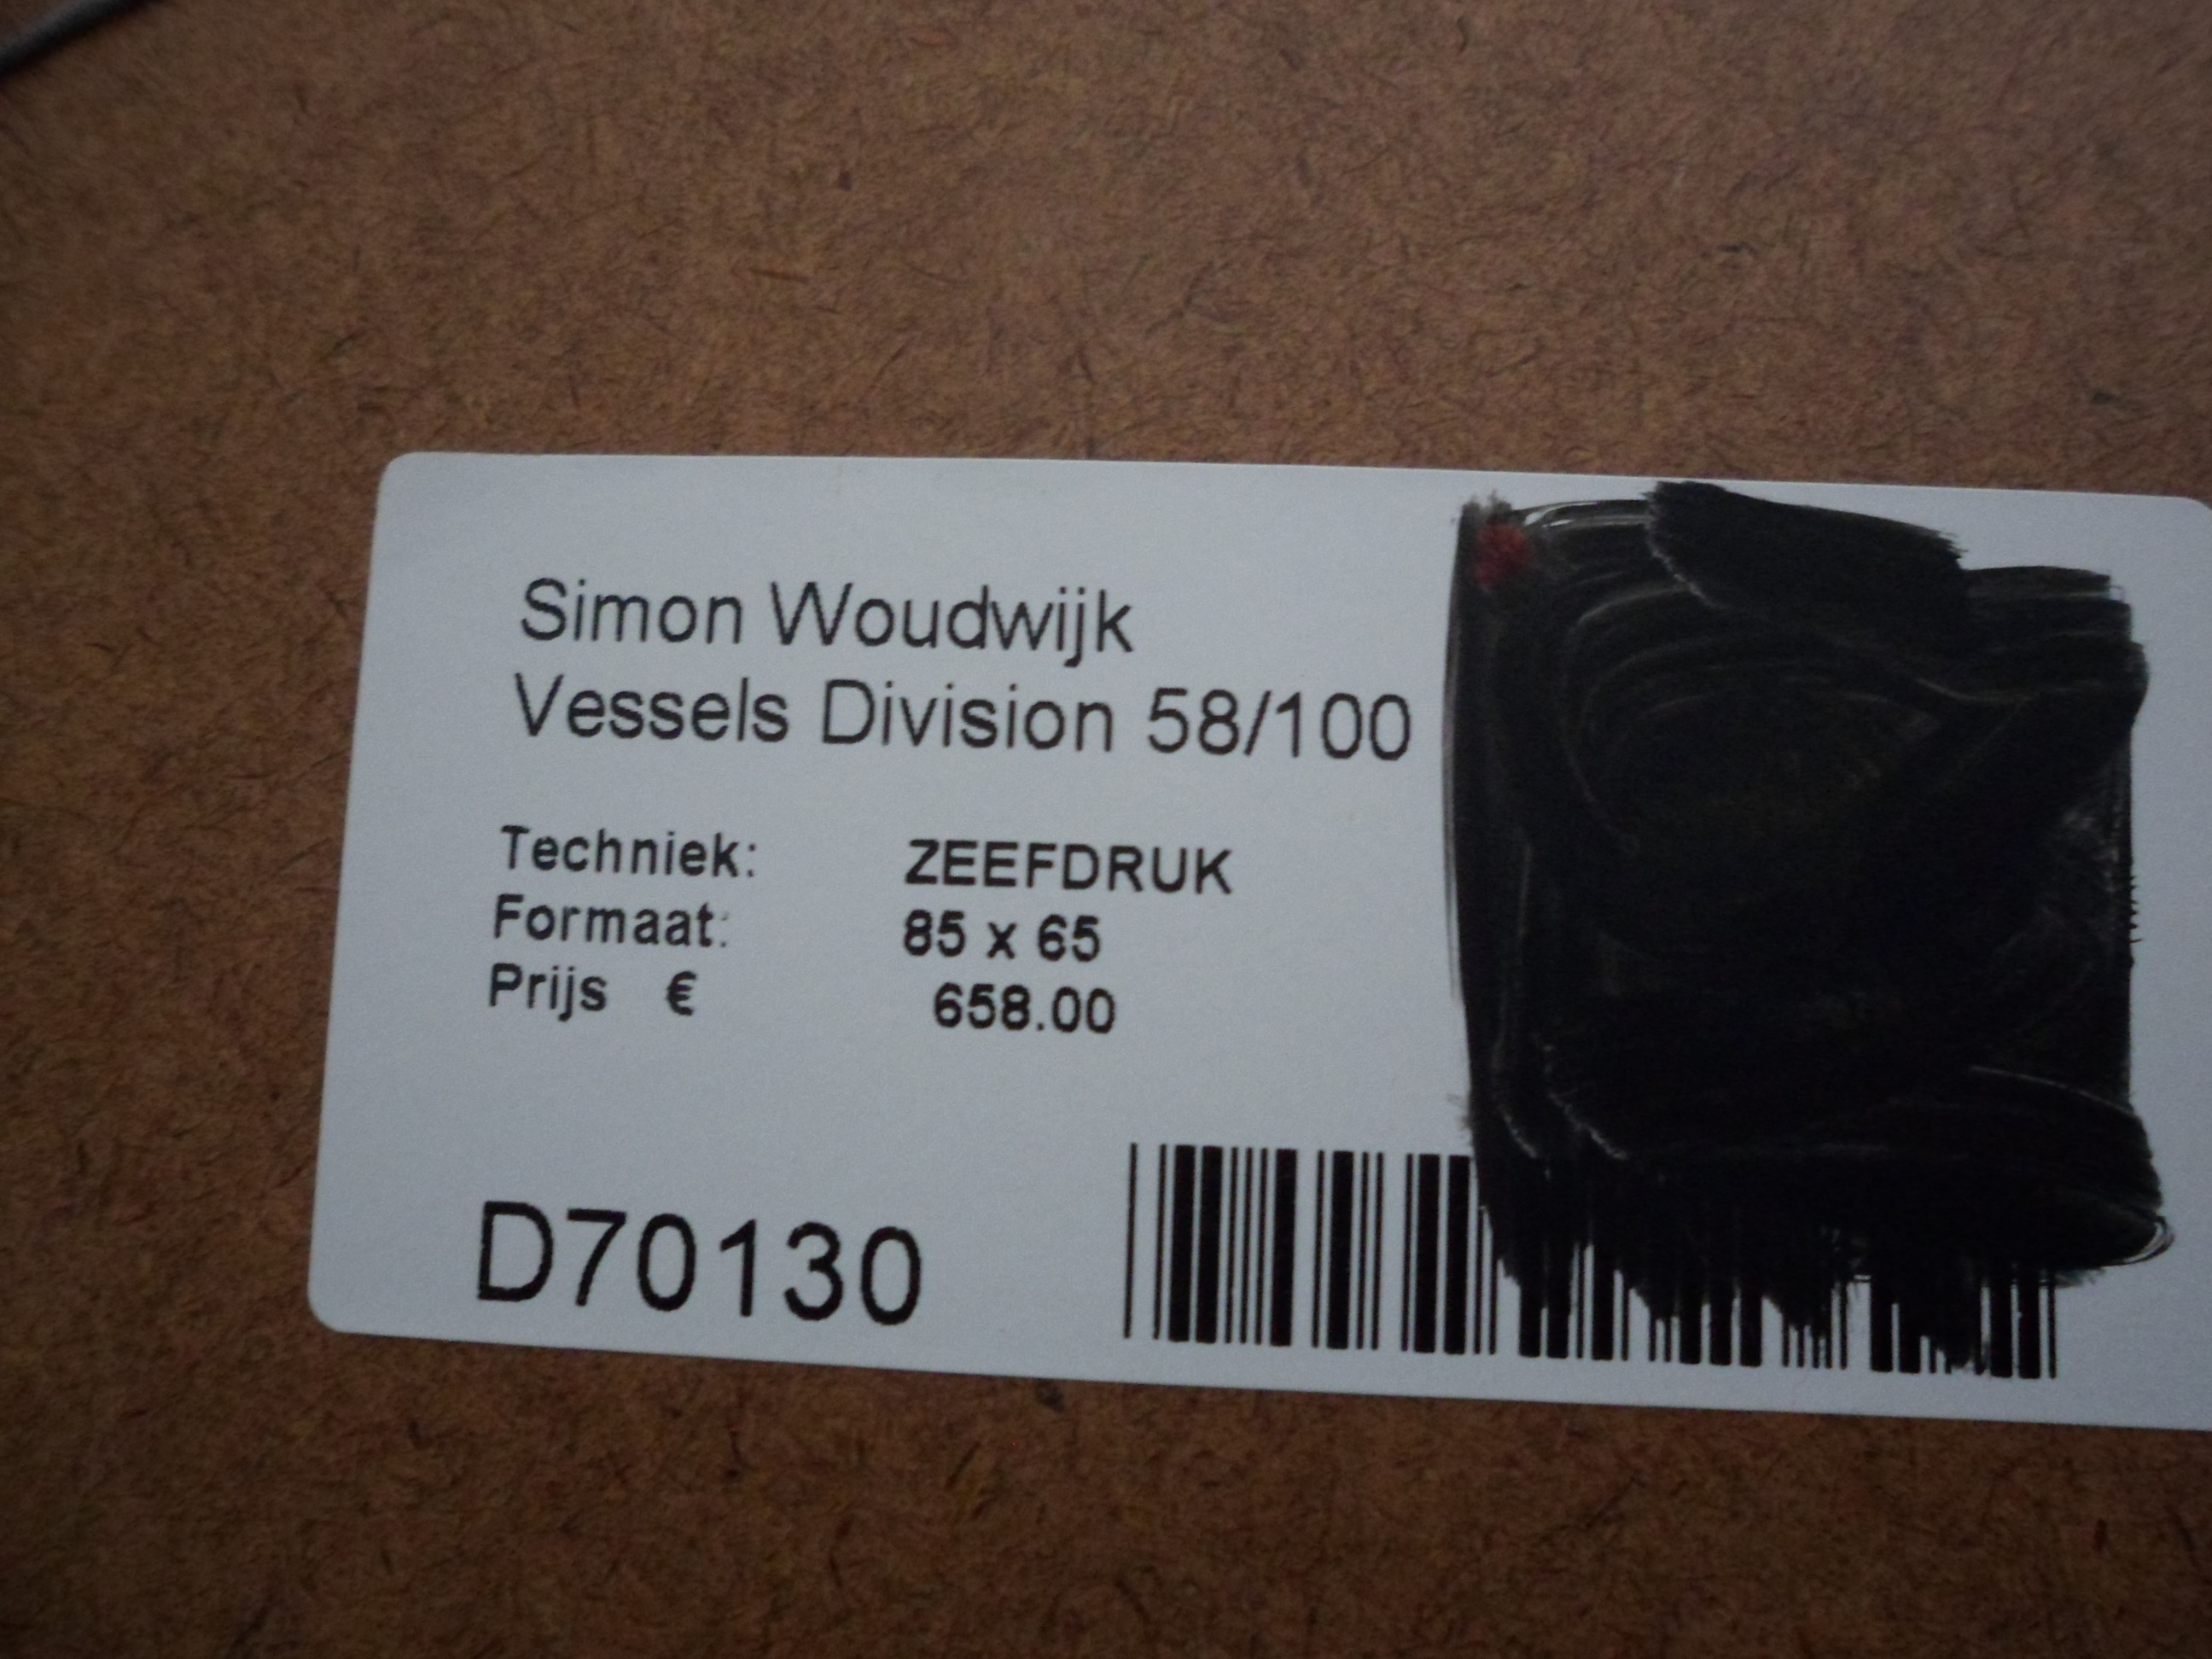 Simon Woudwijk
Vessels Division 58/100
Techniek: ZEEFDRUK
Formaat: 85 x 65
Prijs € 658.00
D70130